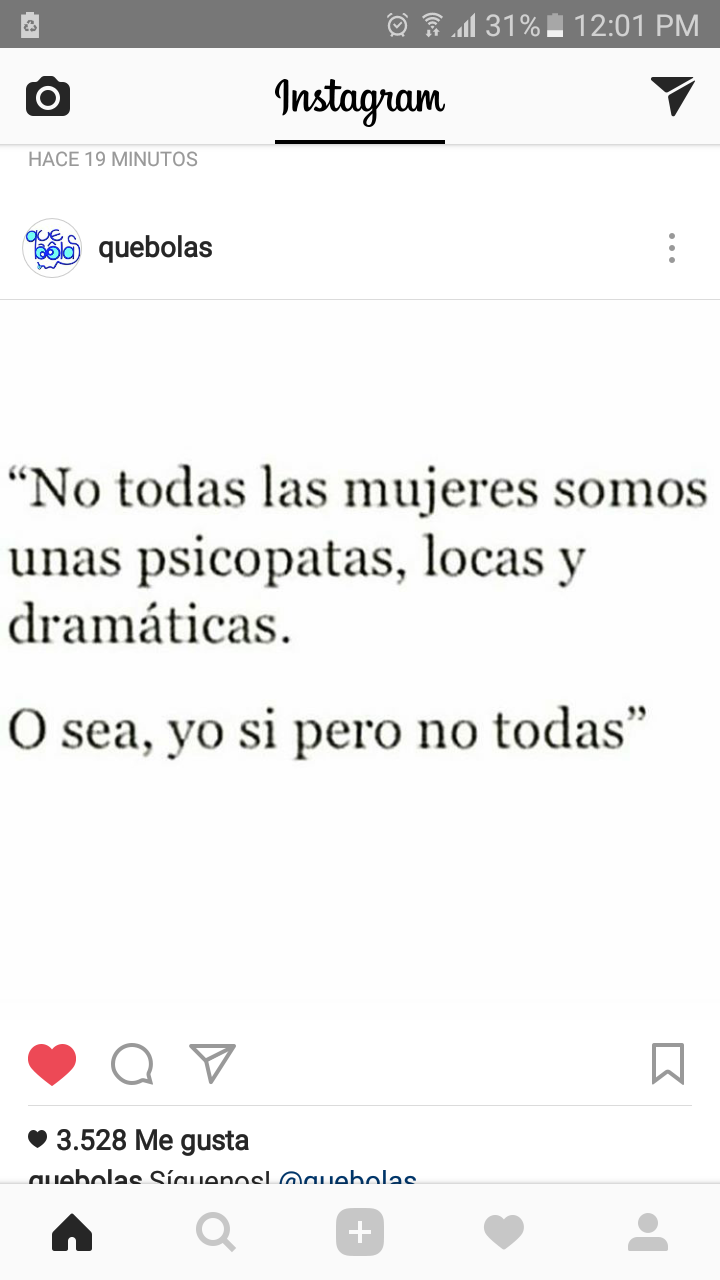 31% 12:01 PM
Instagram
HACE 19 MINUTOS
que bolas
quebolas
“No todas las mujeres somos
unas psicopatas, locas y
dramáticas.
O sea, yo si pero no todas”
3.528 Me gusta
quebolas Síguenos! @quebolas